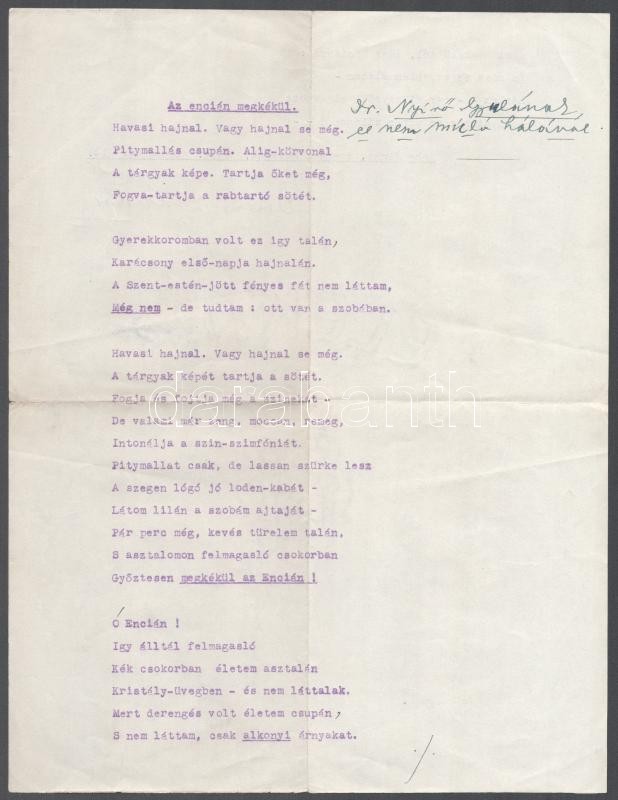 Az encián megkékül.
Dr. Nyírő Gyulának,
el nem múló hálával.
Havasi hajnal. Vagy hajnal se még.
Pitymallás csupán. Alig-körvonal
A tárgyak képe. Tartja őket még,
Fogva-tartja a rabtartó sötét.
Gyerekkoromban volt ez igy talán,
Karácsony első-napja hajnalán.
A Szent-estén-jött fényes fát nem láttam,
Még nem - de tudtam : ott van a szobában.
Havasi hajnal. Vagy hajnal se még.
A tárgyak képét tartja a sötét.
Fogja és fojtja még a szineket -
De valami már zeng, moccan, remeg,
Intonálja a szin-szimfóniát.
Pitymallat csak, de lassan szürke lesz
A szegen lógó jó loden-kabát -
Látom lilán a szobám ajtaját -
Pár perc még, kevés türelem talán,
S asztalomon felmagasló csokorban
Győztesen megkékül az Encián !
Ó Encián !
Igy álltál felmagasló
Kék csokorban életem asztalán
Kristály-üvegben - és nem láttalak.
Mert derengés volt életem csupán,
S nem láttam, csak alkonyi árnyakat.
./.
darabanth